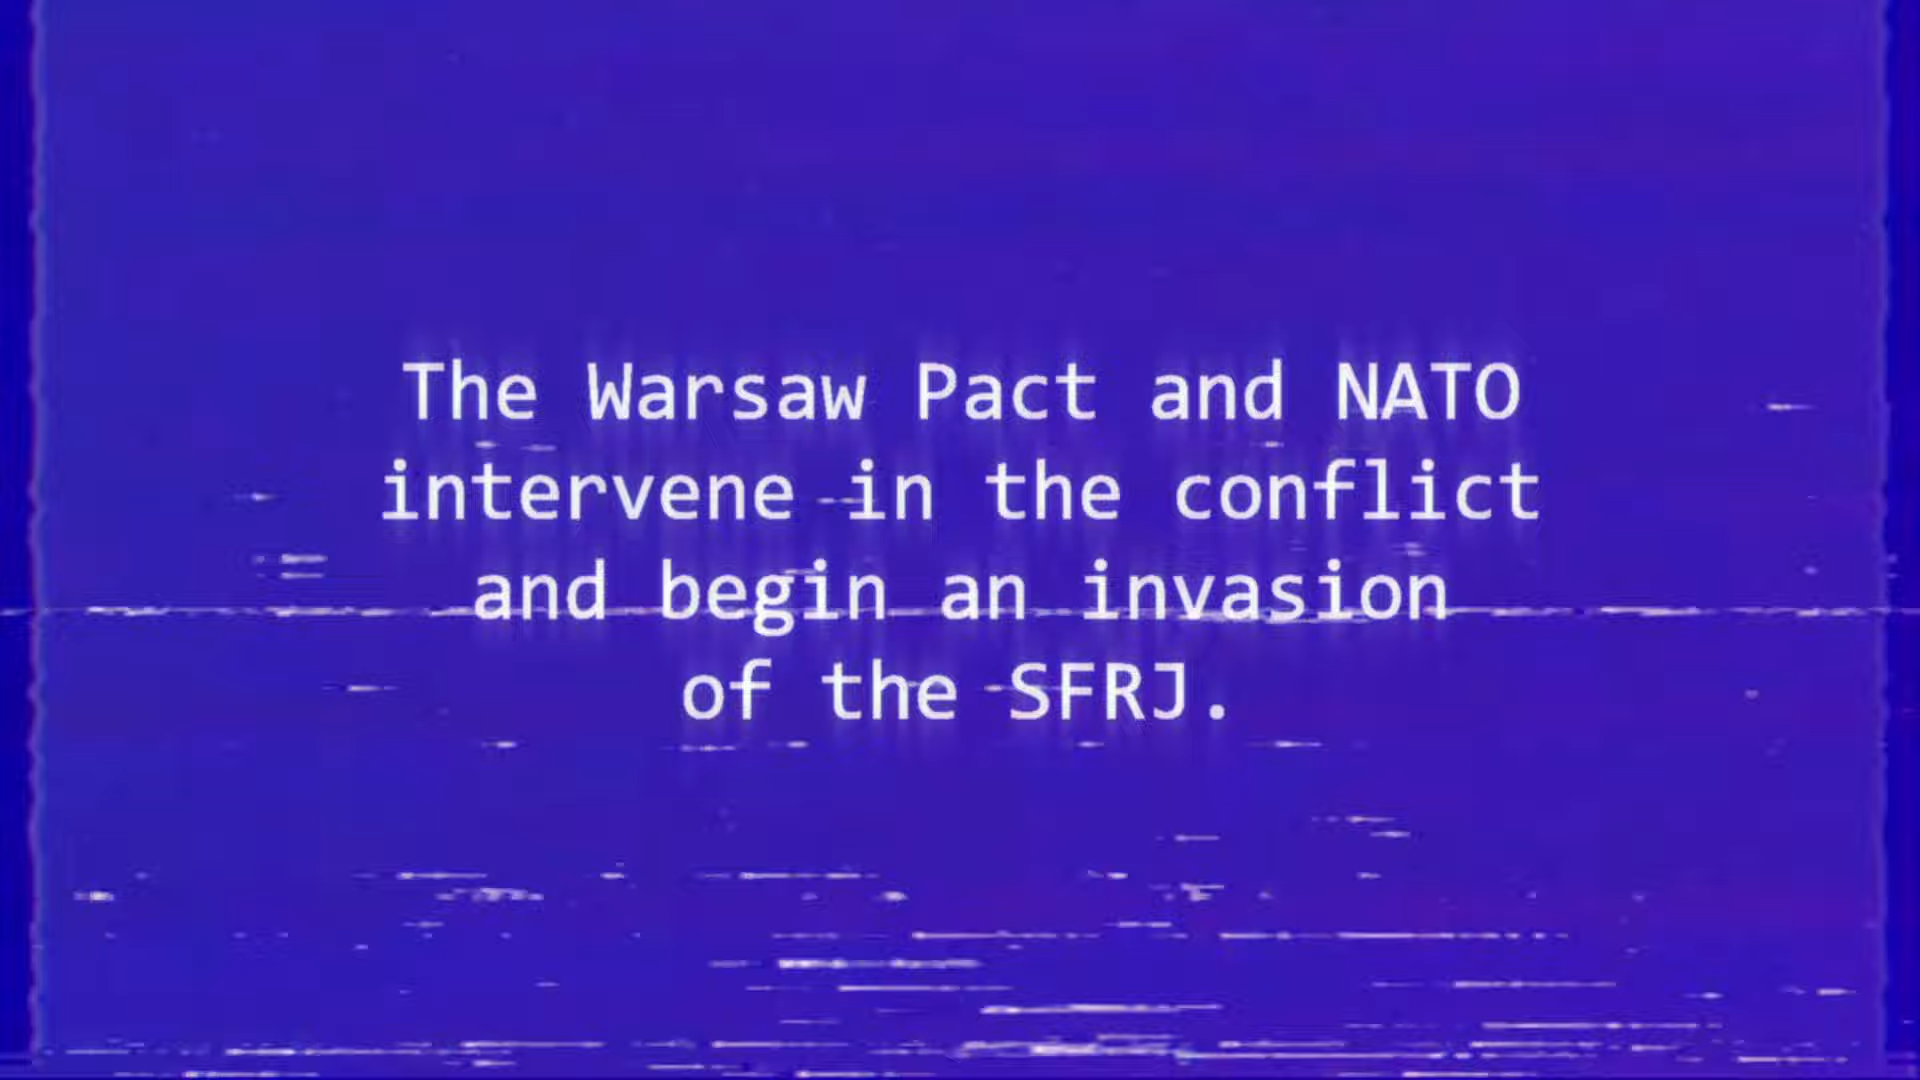 The Warsaw Pact and NATO
intervene in the conflict
and begin an invasion
of the SFRJ.